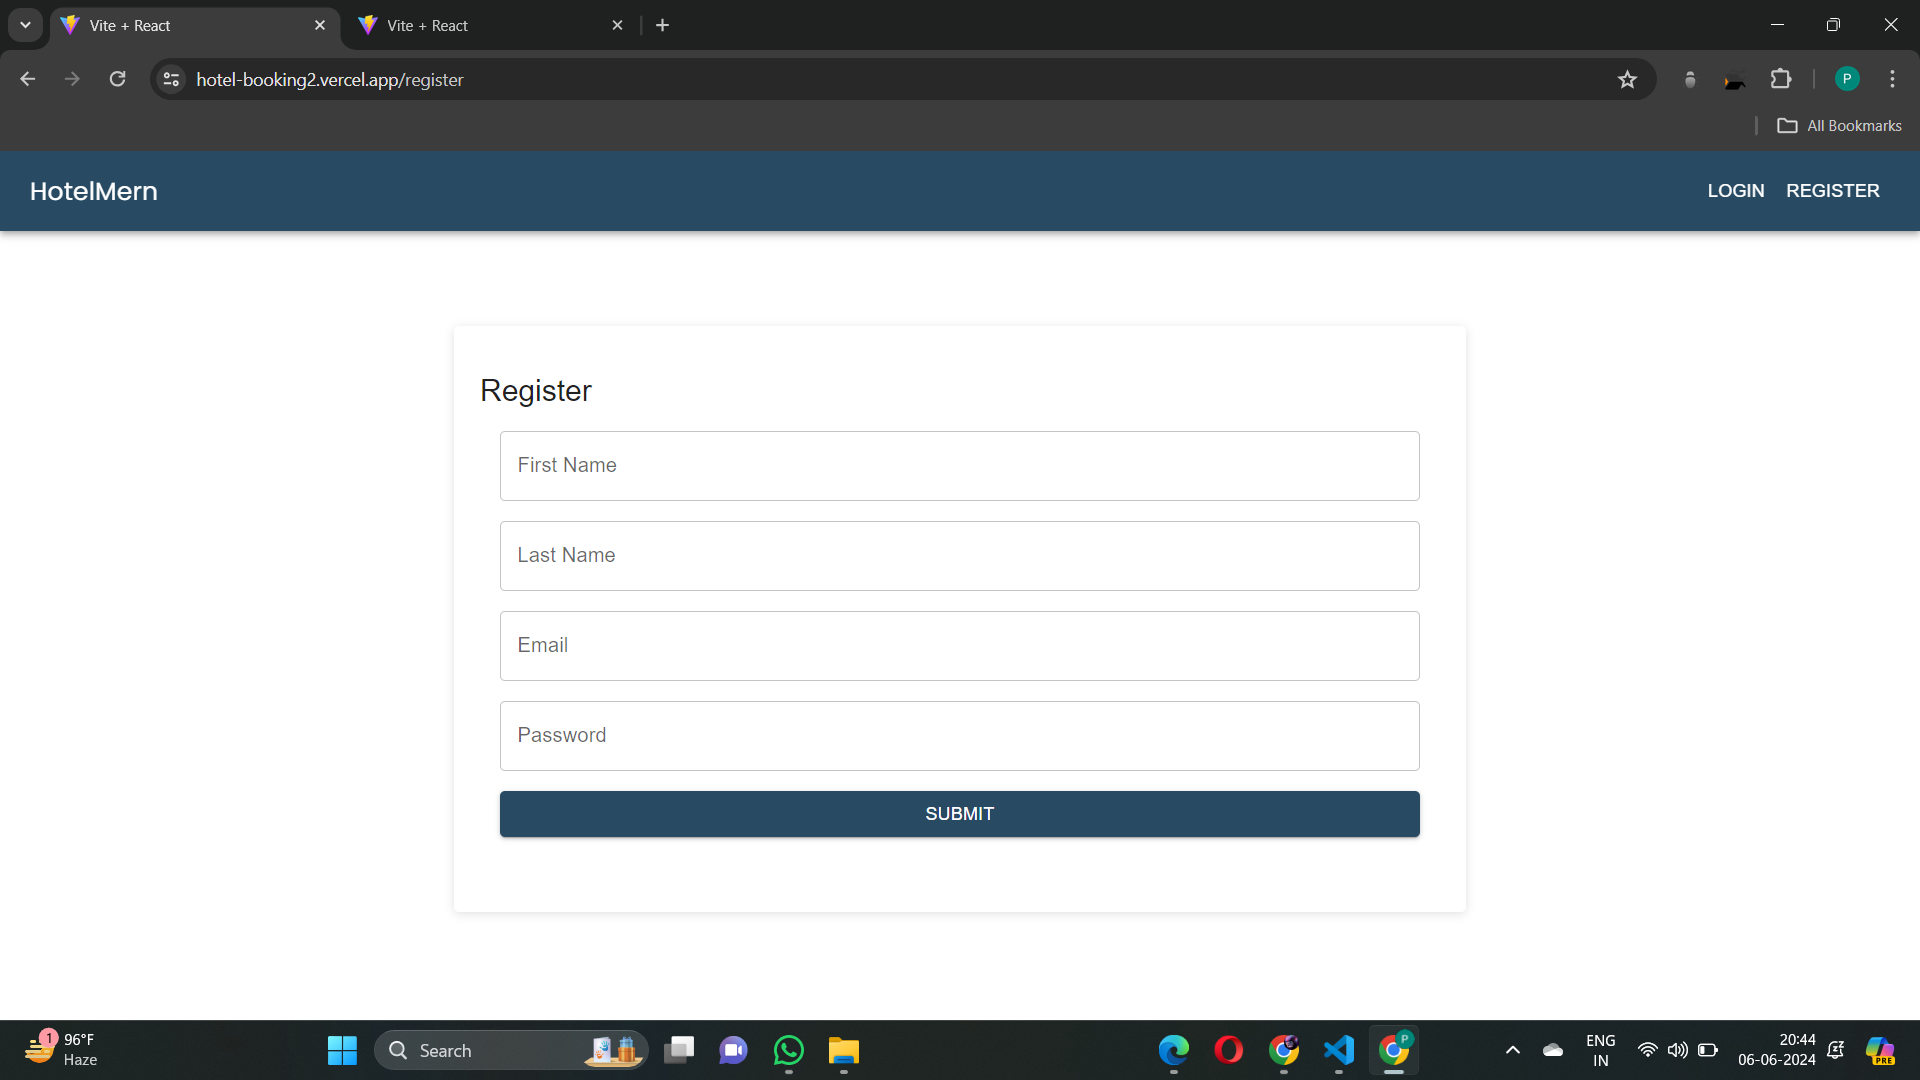 Vite + React
Vite + React
hotel-booking2.vercel.app/register
P
All Bookmarks
HotelMern
LOGIN
REGISTER
Register
First Name
Last Name
Email
Password
SUBMIT
1
96°F
Haze
Search
P
ENG
IN
20:44
06-06-2024
PRE